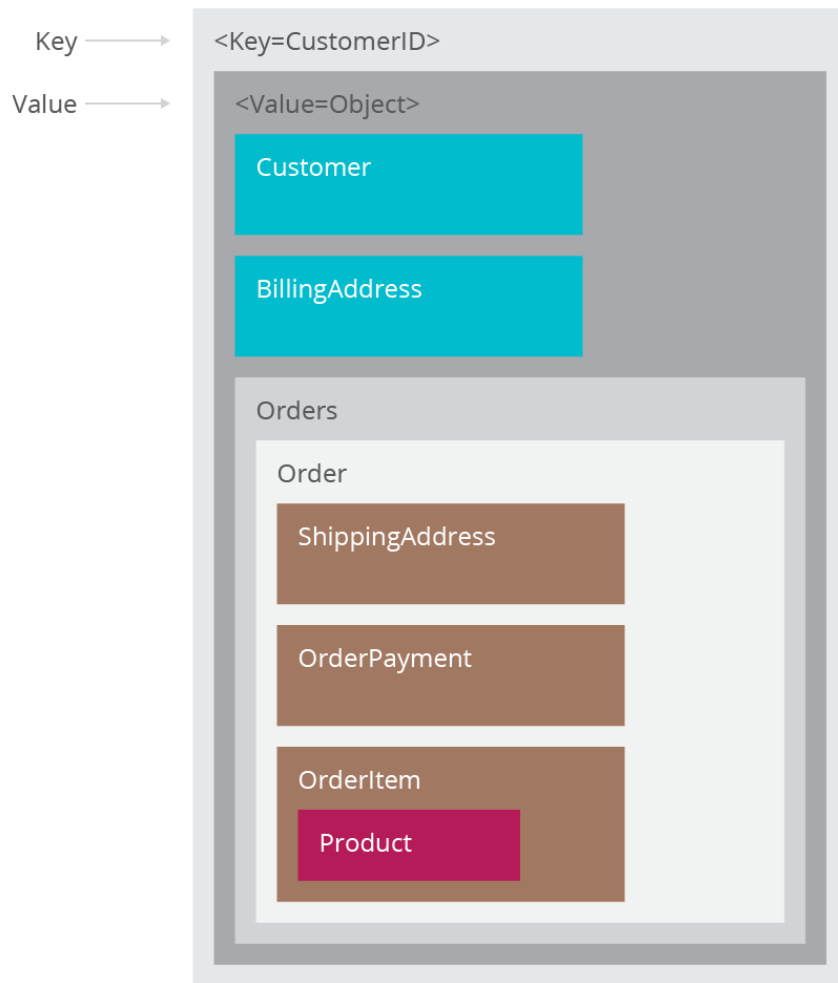 Key
<Key=CustomerID>
Value
<Value=Object>
Customer
BillingAddress
Orders
Order
ShippingAddress
OrderPayment
OrderItem
Product